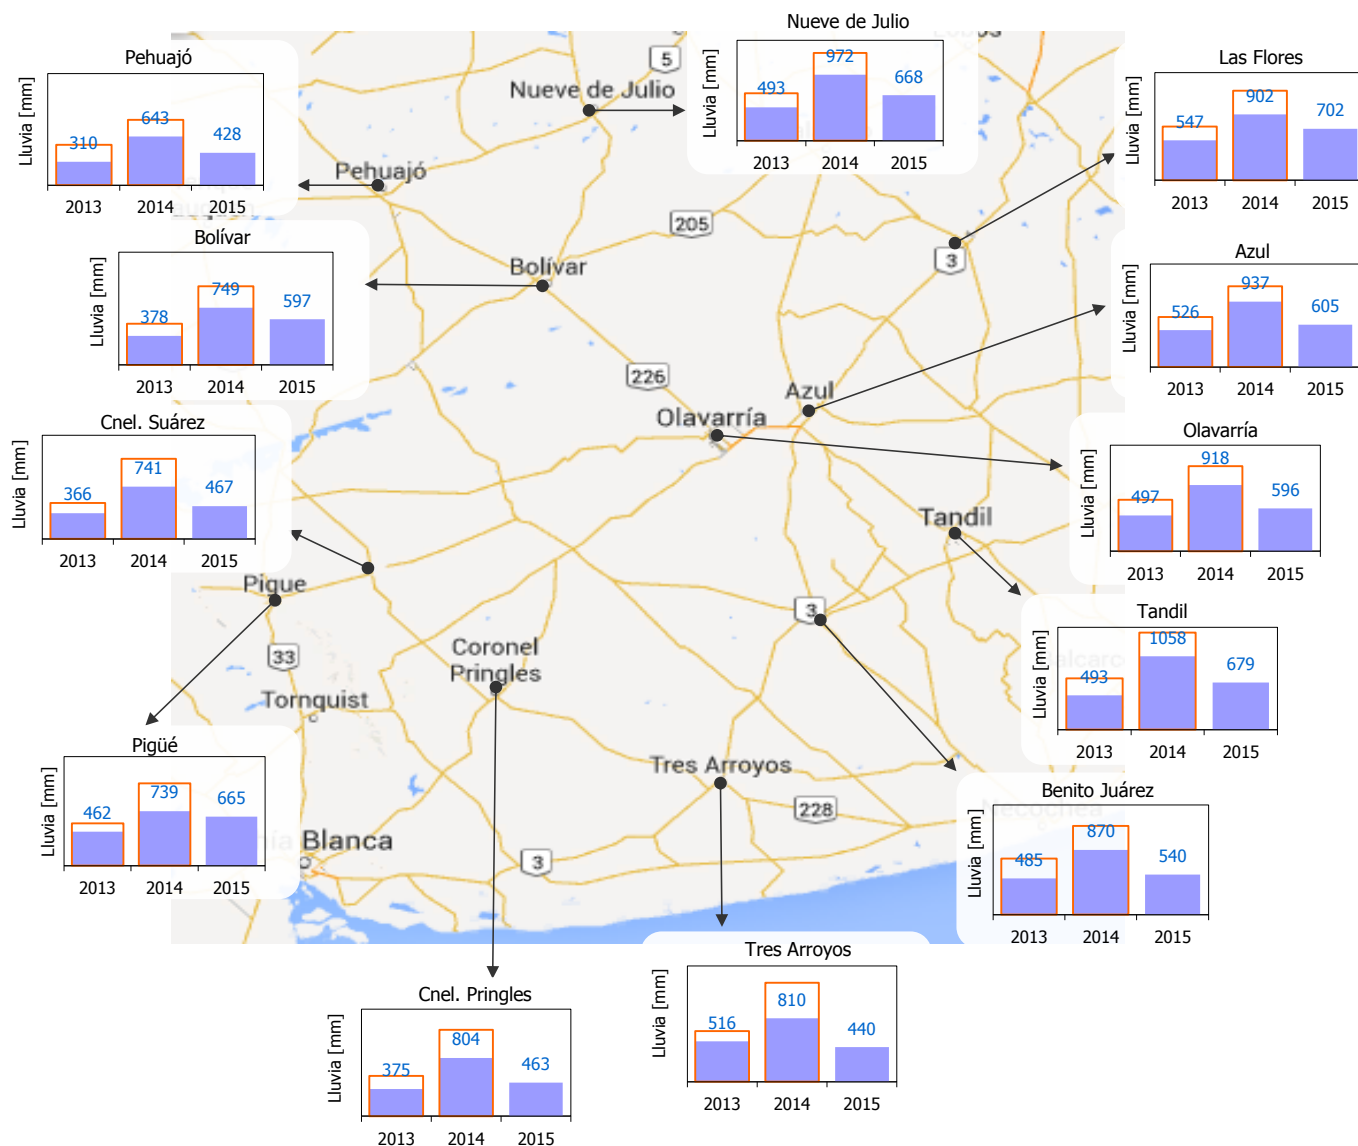 Nueve de Julio
Lluvia [mm]
493
972
668
2013
2014
2015
Pehuajó
Lluvia [mm]
310
643
428
2013
2014
2015
Las Flores
Lluvia [mm]
547
902
702
2013
2014
2015
Bolívar
Lluvia [mm]
378
749
597
2013
2014
2015
Azul
Lluvia [mm]
526
937
605
2013
2014
2015
Cnel. Suárez
Lluvia [mm]
366
741
467
2013
2014
2015
Olavarría
Lluvia [mm]
497
918
596
2013
2014
2015
Tandil
Lluvia [mm]
493
1058
679
2013
2014
2015
Pigüé
Lluvia [mm]
462
739
665
2013
2014
2015
Benito Juárez
Lluvia [mm]
485
870
540
2013
2014
2015
Tres Arroyos
Lluvia [mm]
516
810
440
2013
2014
2015
Cnel. Pringles
Lluvia [mm]
375
804
463
2013
2014
2015
5
Nueve de Julio
Pehuajó
205
Bolívar
3
226
Azul
Olavarría
Tandil
Pigue
3
33
Coronel
Pringles
Tornquist
Tres Arroyos
228
Blanca
3
Necochea